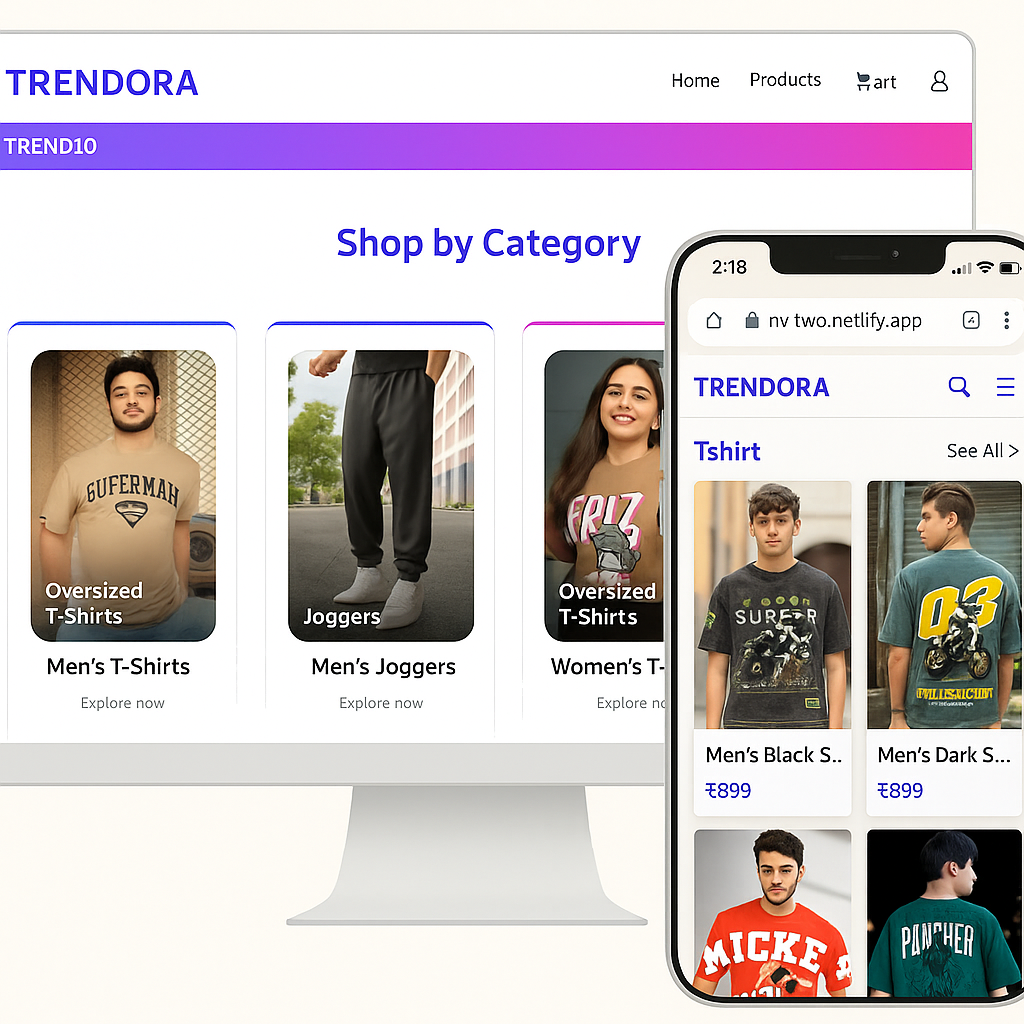 TRENDORA
Home
Products
art
TREND10
Shop by Category
GUFERMAH
Oversized
T-Shirts
Men's T-Shirts
Explore now
Joggers
Men's Joggers
Explore now
FRIZ
Oversized
T-Shirts
Women's T-
Explore no
2:18
nv two.netlify.app
4
TRENDORA
Tshirt
See All >
SURFER
Men's Black S..
₹899
03
Men's Dark S...
₹899
MICKE
PANCHER